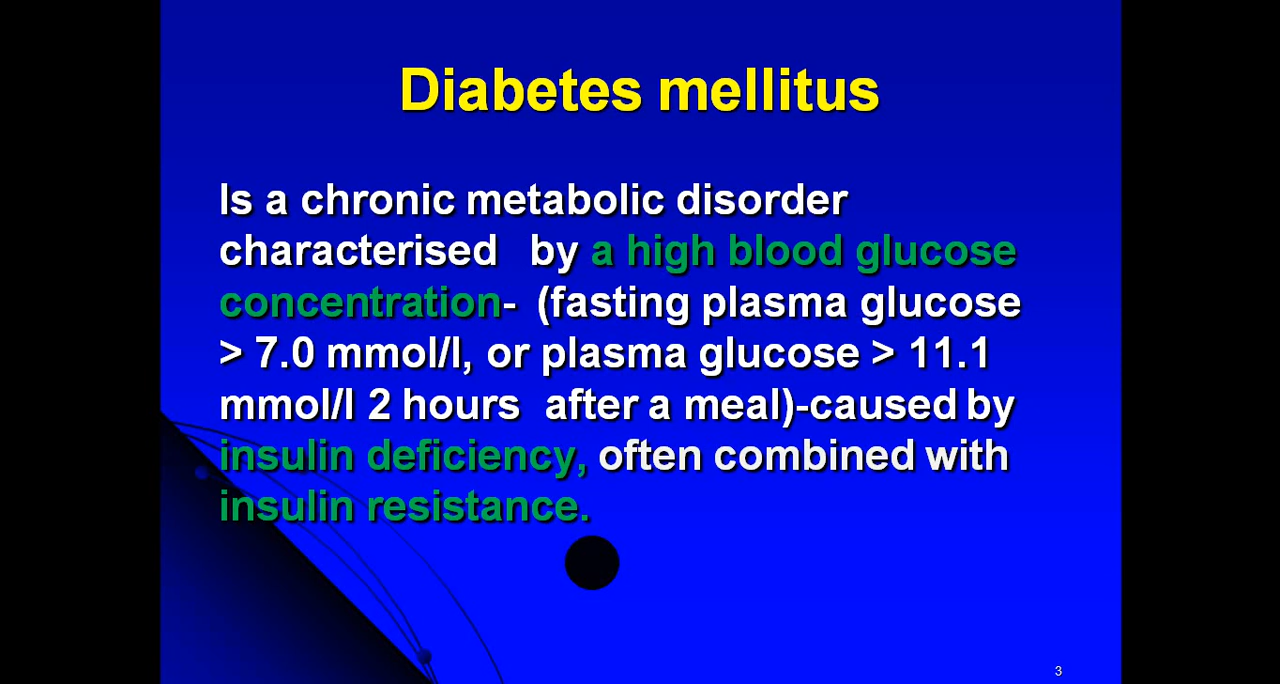 Diabetes mellitus
Is a chronic metabolic disorder
characterised by a high blood glucose
concentration- (fasting plasma glucose
> 7.0 mmol/l, or plasma glucose > 11.1
mmol/l 2 hours after a meal)-caused by
insulin deficiency, often combined with
insulin resistance.
3